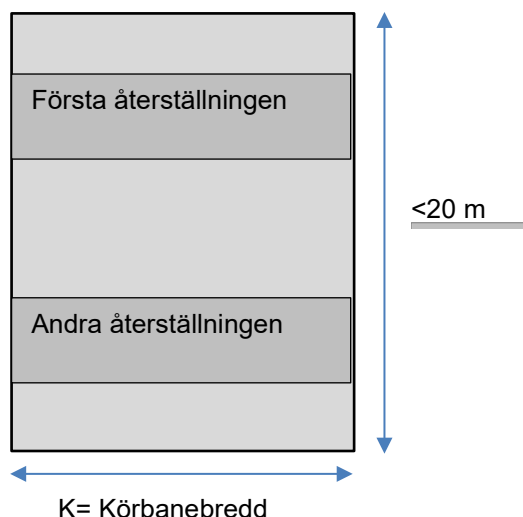 Första återställningen
<20 m
Andra återställningen
K= Körbanebredd